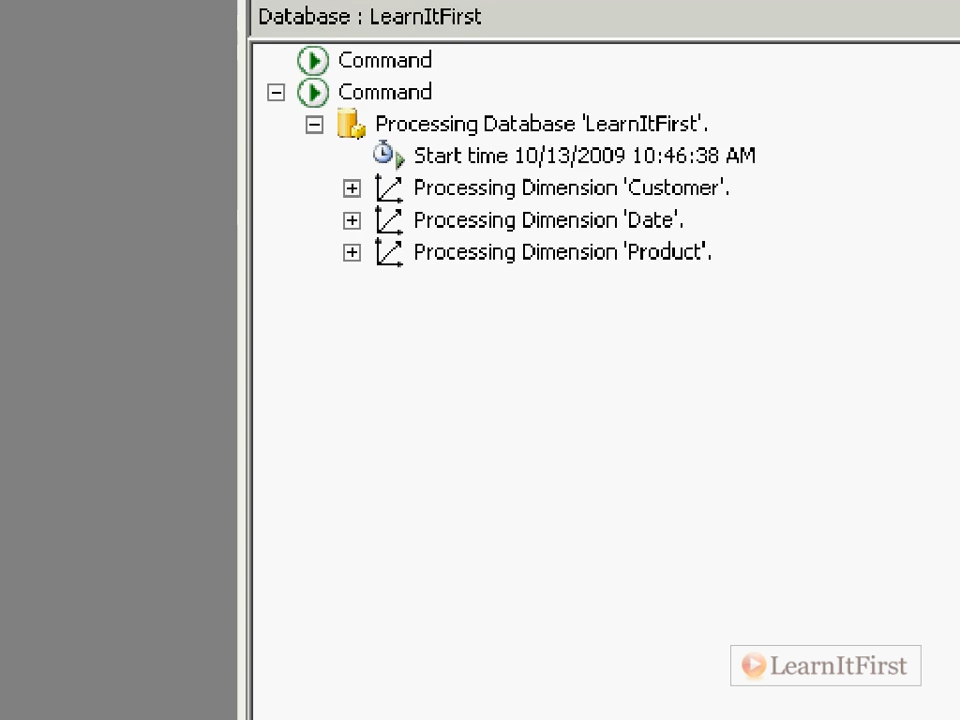 Database : LearnItFirst
Command
Command
Processing Database 'LearnItFirst'.
Start time 10/13/2009 10:46:38 AM
Processing Dimension 'Customer'.
Processing Dimension 'Date'.
Processing Dimension 'Product'.
LearnItFirst